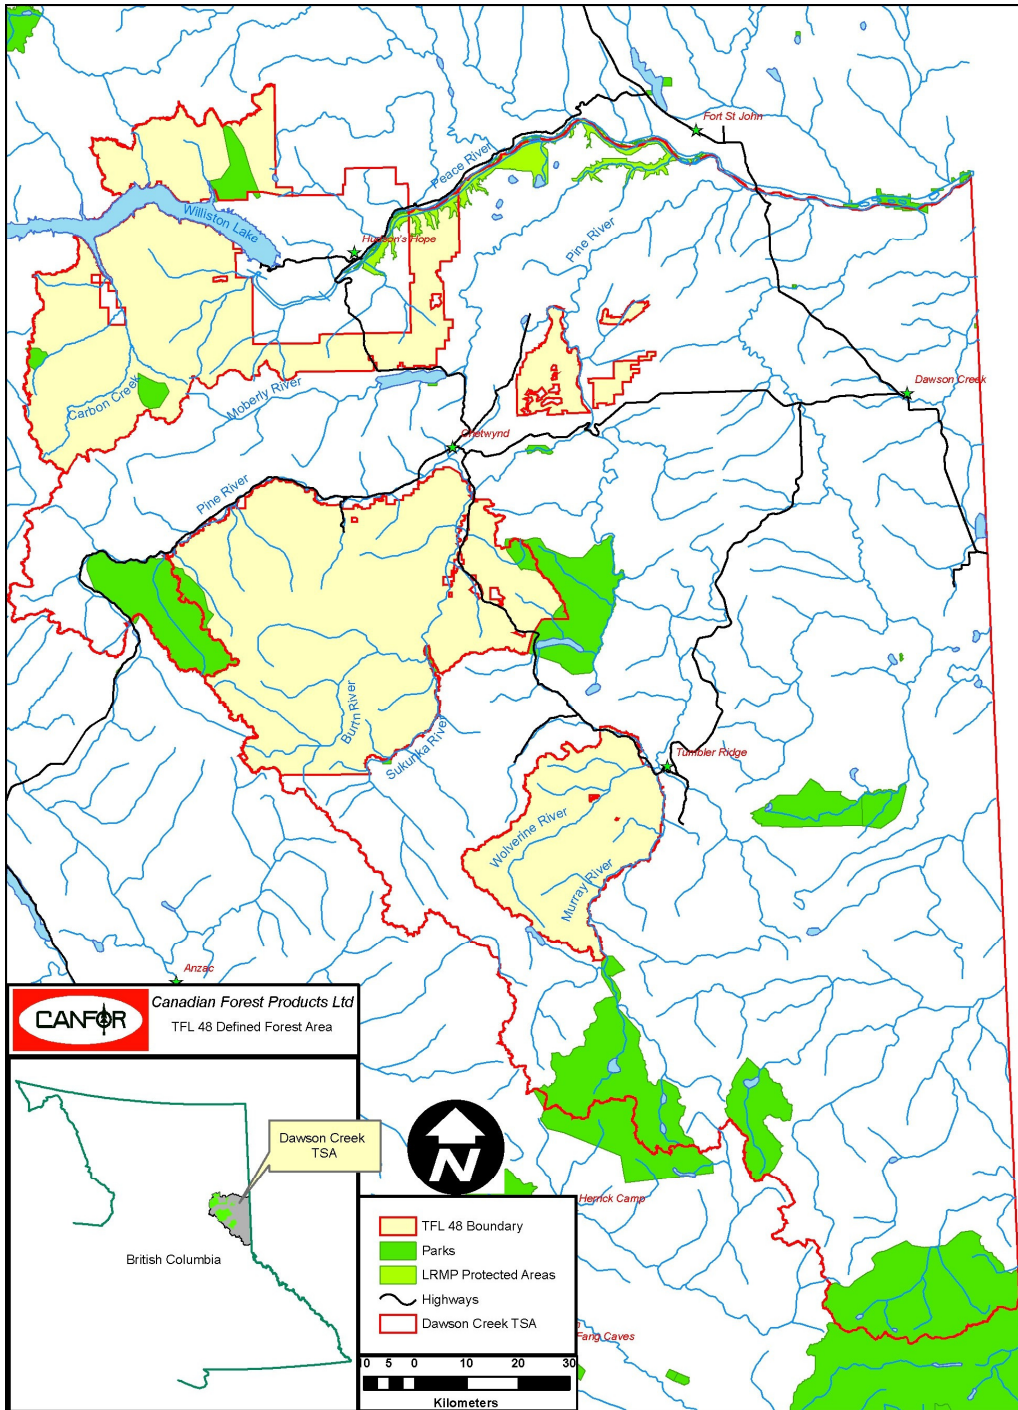 Fort St John
Peace River
Williston Lake
Hudson's Hope
Pine River
Dawson Creek
Carbon Creek
Moberly River
Chetwynd
Pine River
Burnt River
Sukunka River
Tumbler Ridge
Wolverine River
Murray River
Anzac
CANFOR
Canadian Forest Products Ltd
TFL 48 Defined Forest Area
Dawson Creek
TSA
British Columbia
N
Herrick Camp
TFL 48 Boundary
Parks
LRMP Protected Areas
Highways
Dawson Creek TSA
Fang Caves
10 5 0 10 20 30
Kilometers